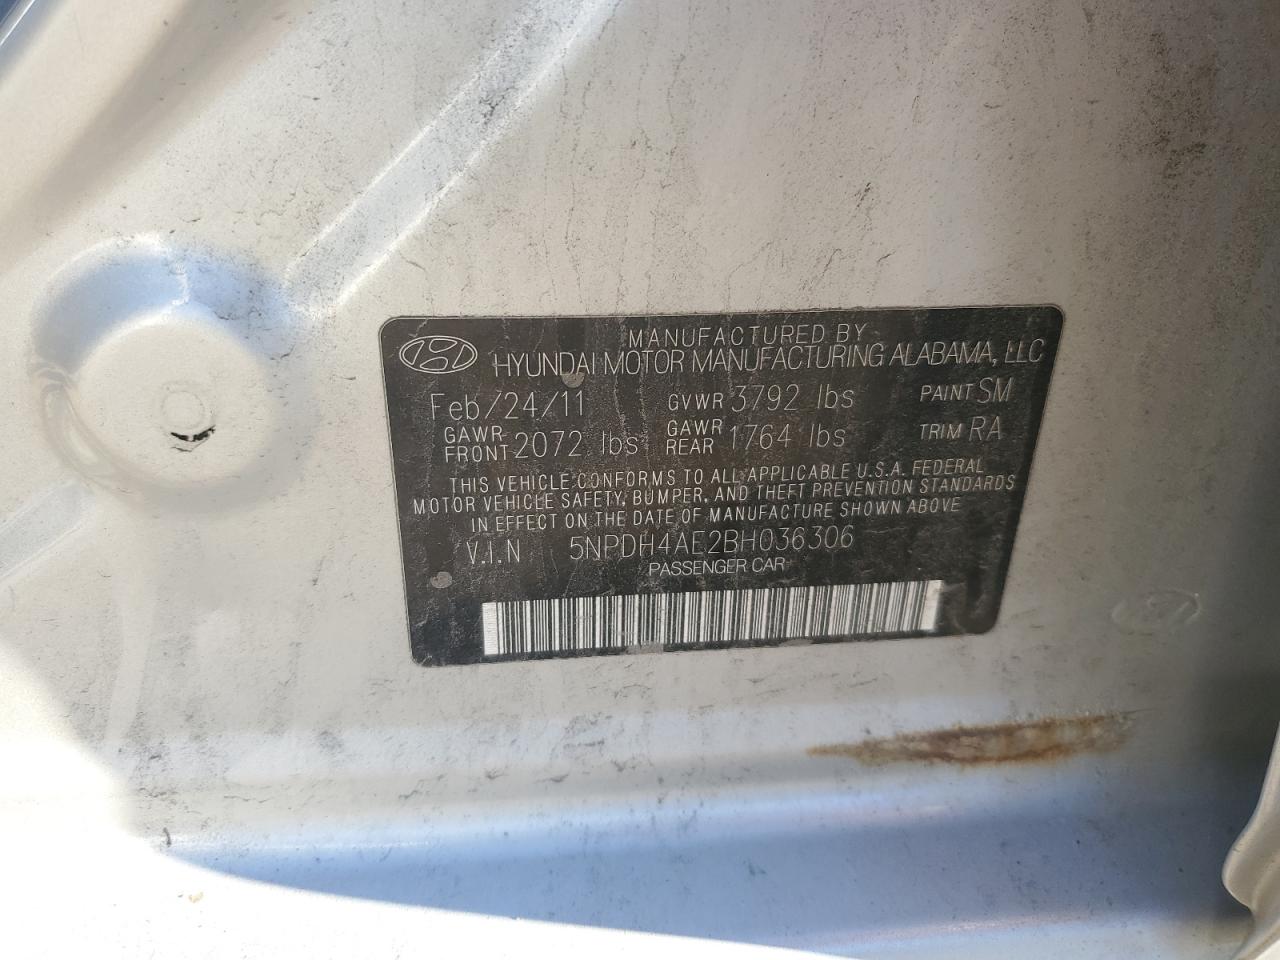 MANUFACTURED BY
HYUNDAI MOTOR MANUFACTURING ALABAMA, LLC
Feb/24/11 GVWR 3792 lbs PAINT SM
GAWR FRONT 2072 lbs GAWR REAR 1764 lbs TRIM RA
THIS VEHICLE CONFORMS TO ALL APPLICABLE U.S.A. FEDERAL
MOTOR VEHICLE SAFETY, BUMPER, AND THEFT PREVENTION STANDARDS
IN EFFECT ON THE DATE OF MANUFACTURE SHOWN ABOVE
V.I.N 5NPDH4AE2BH036306
PASSENGER CAR